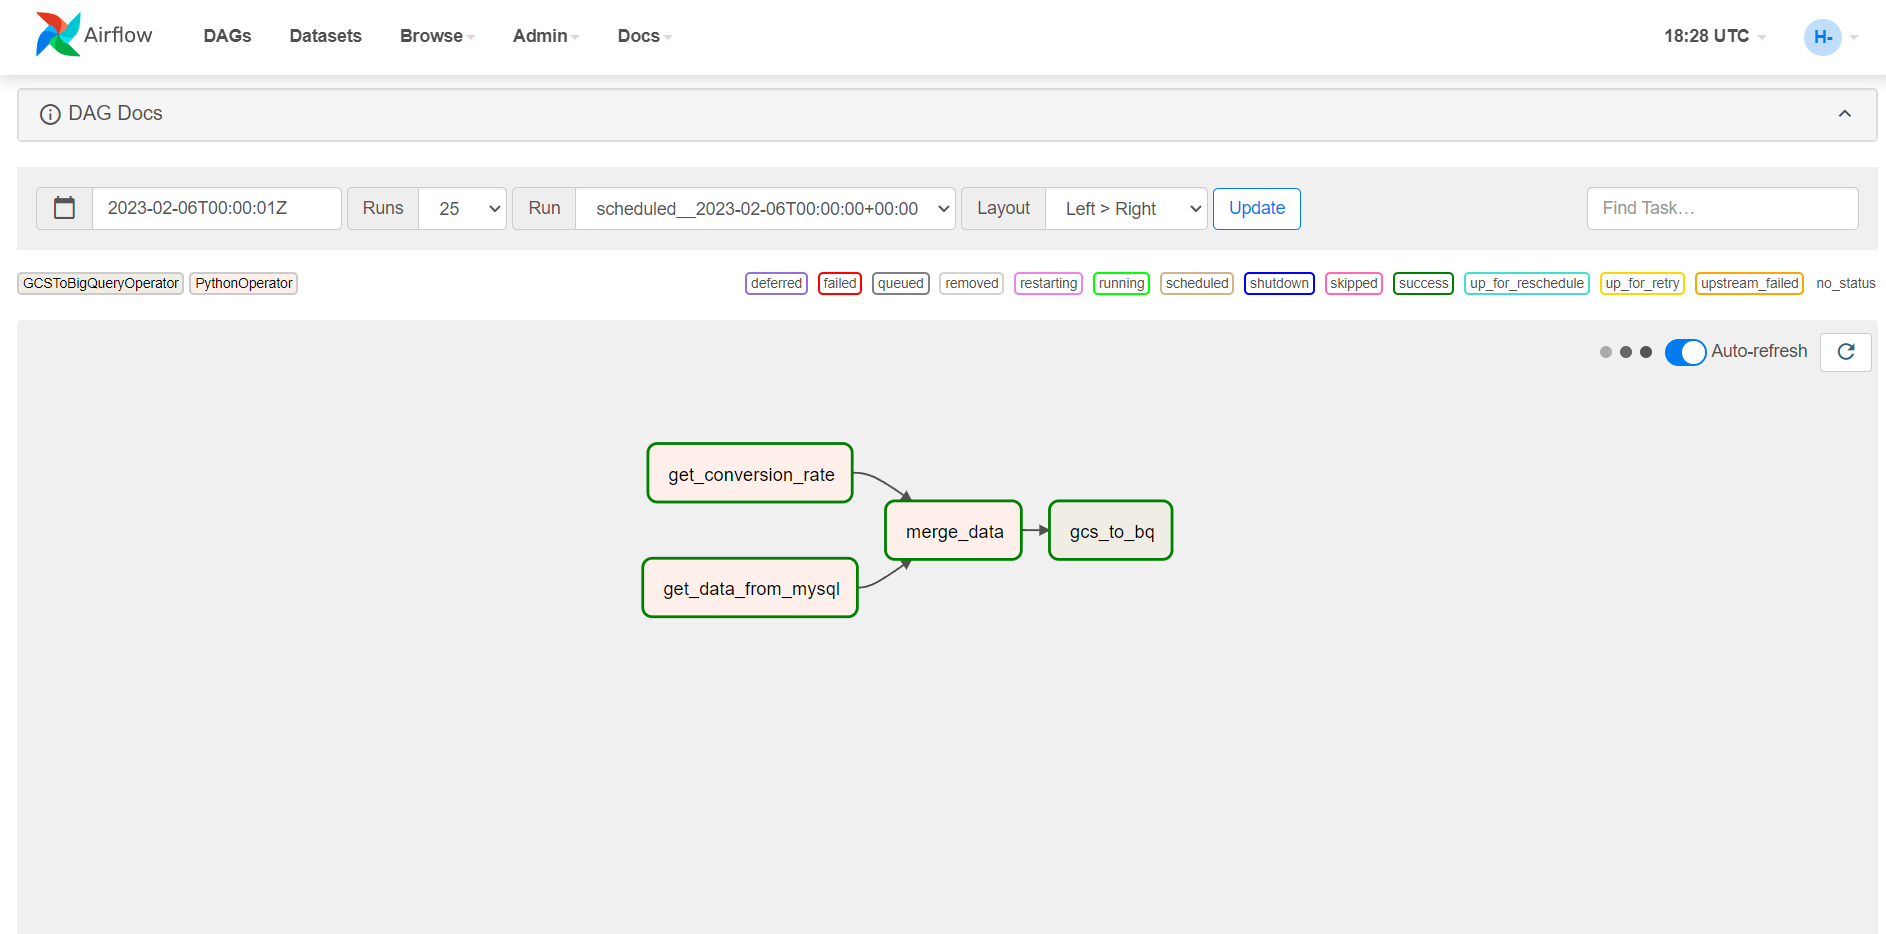 Airflow DAGs Datasets Browse Admin Docs 18:28 UTC H-
DAG Docs
2023-02-06T00:00:01Z Runs 25 Run scheduled__2023-02-06T00:00:00+00:00 Layout Left > Right Update Find Task…
GCSToBigQueryOperator PythonOperator deferred failed queued removed restarting running scheduled shutdown skipped success up_for_reschedule up_for_retry upstream_failed no_status
Auto-refresh
get_conversion_rate
merge_data gcs_to_bq
get_data_from_mysql